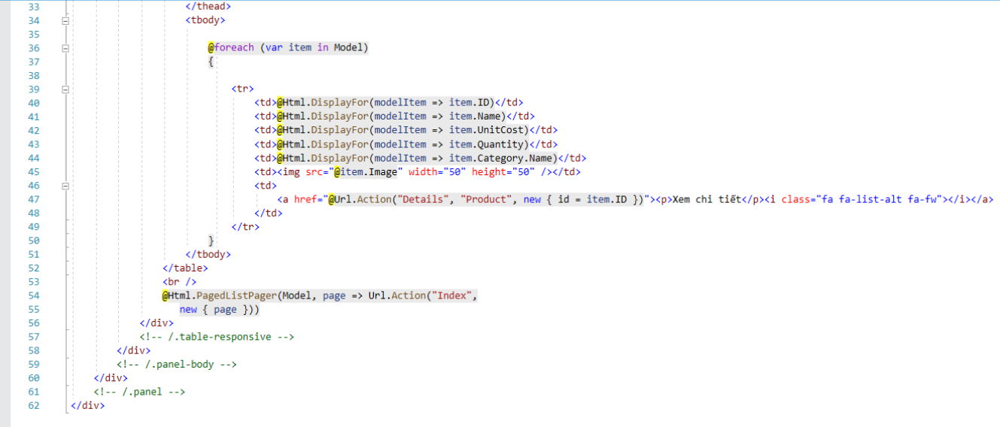 33 </thead>
34 <tbody>
35
36 @foreach (var item in Model)
37 {
38
39 <tr>
40 <td>@Html.DisplayFor(modelItem => item.ID)</td>
41 <td>@Html.DisplayFor(modelItem => item.Name)</td>
42 <td>@Html.DisplayFor(modelItem => item.UnitCost)</td>
43 <td>@Html.DisplayFor(modelItem => item.Quantity)</td>
44 <td>@Html.DisplayFor(modelItem => item.Category.Name)</td>
45 <td><img src="@item.Image" width="50" height="50" /></td>
46 <td>
47 <a href="@Url.Action("Details", "Product", new { id = item.ID })"><p>Xem chi tiết</p><i class="fa fa-list-alt fa-fw"></i></a>
48 </td>
49 </tr>
50 }
51 </tbody>
52 </table>
53 <br />
54 @Html.PagedListPager(Model, page => Url.Action("Index",
55 new { page }))
56 </div>
57 <!-- /.table-responsive -->
58 </div>
59 <!-- /.panel-body -->
60 </div>
61 <!-- /.panel -->
62 </div>